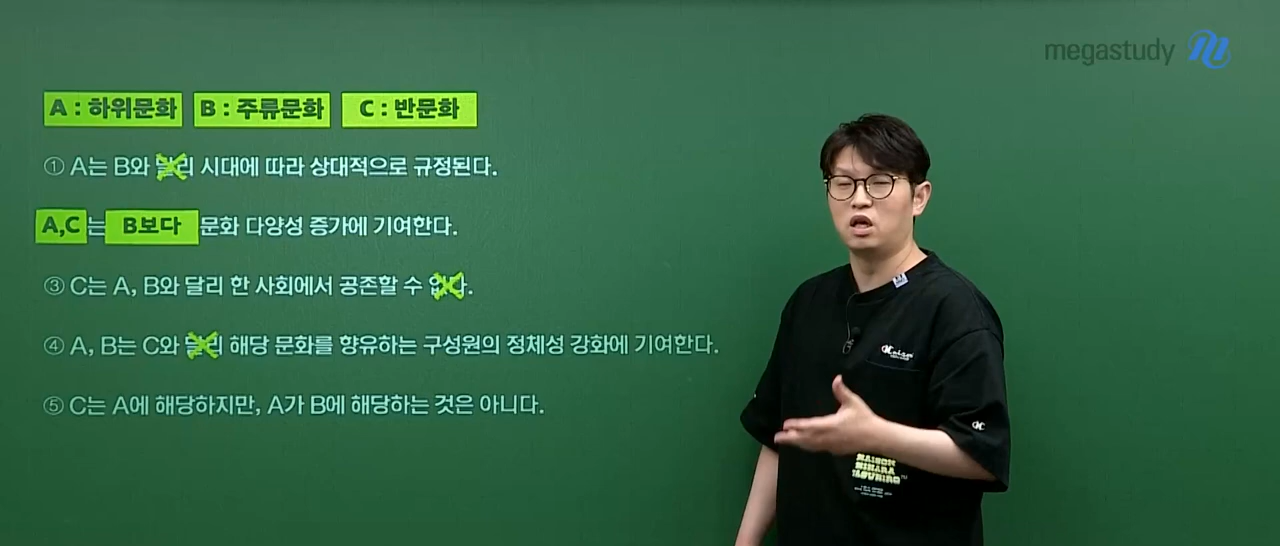 megastudy
A : 하위문화 B : 주류문화 C : 반문화
① A는 B와 달리 시대에 따라 상대적으로 규정된다.
A,C는 B보다 문화 다양성 증가에 기여한다.
③ C는 A, B와 달리 한 사회에서 공존할 수 없다.
④ A, B는 C와 달리 해당 문화를 향유하는 구성원의 정체성 강화에 기여한다.
⑤ C는 A에 해당하지만, A가 B에 해당하는 것은 아니다.
MAISON
MIHARA
YASUHIRO